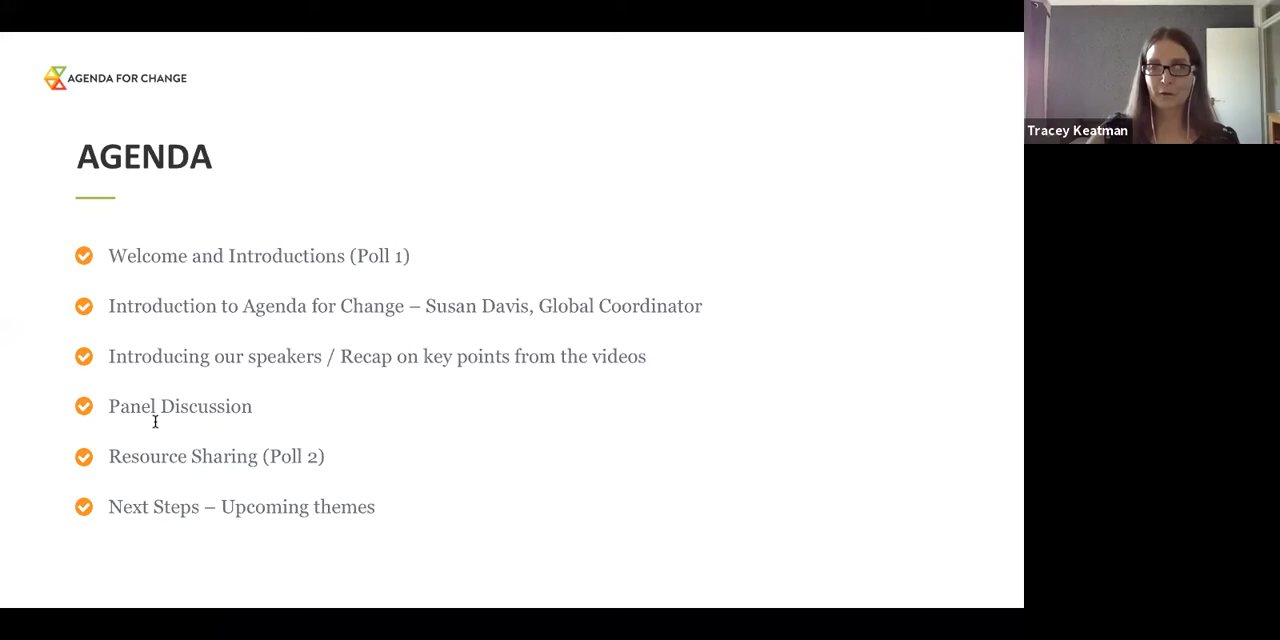 AGENDA FOR CHANGE
Tracey Keatman
AGENDA
Welcome and Introductions (Poll 1)
Introduction to Agenda for Change – Susan Davis, Global Coordinator
Introducing our speakers / Recap on key points from the videos
Panel Discussion
Resource Sharing (Poll 2)
Next Steps – Upcoming themes